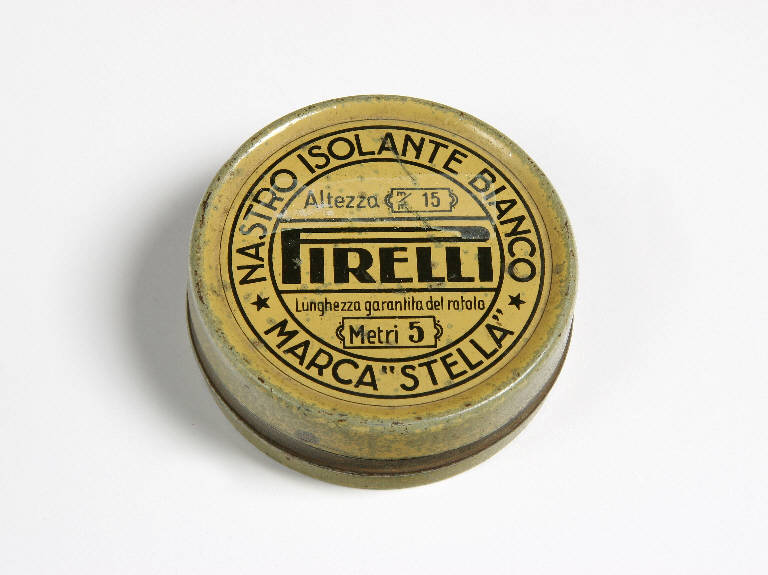 NASTRO ISOLANTE BIANCO
Altezza m/m 15
PIRELLI
Lunghezza garantita del rotolo
Metri 5
★ MARCA "STELLA" ★